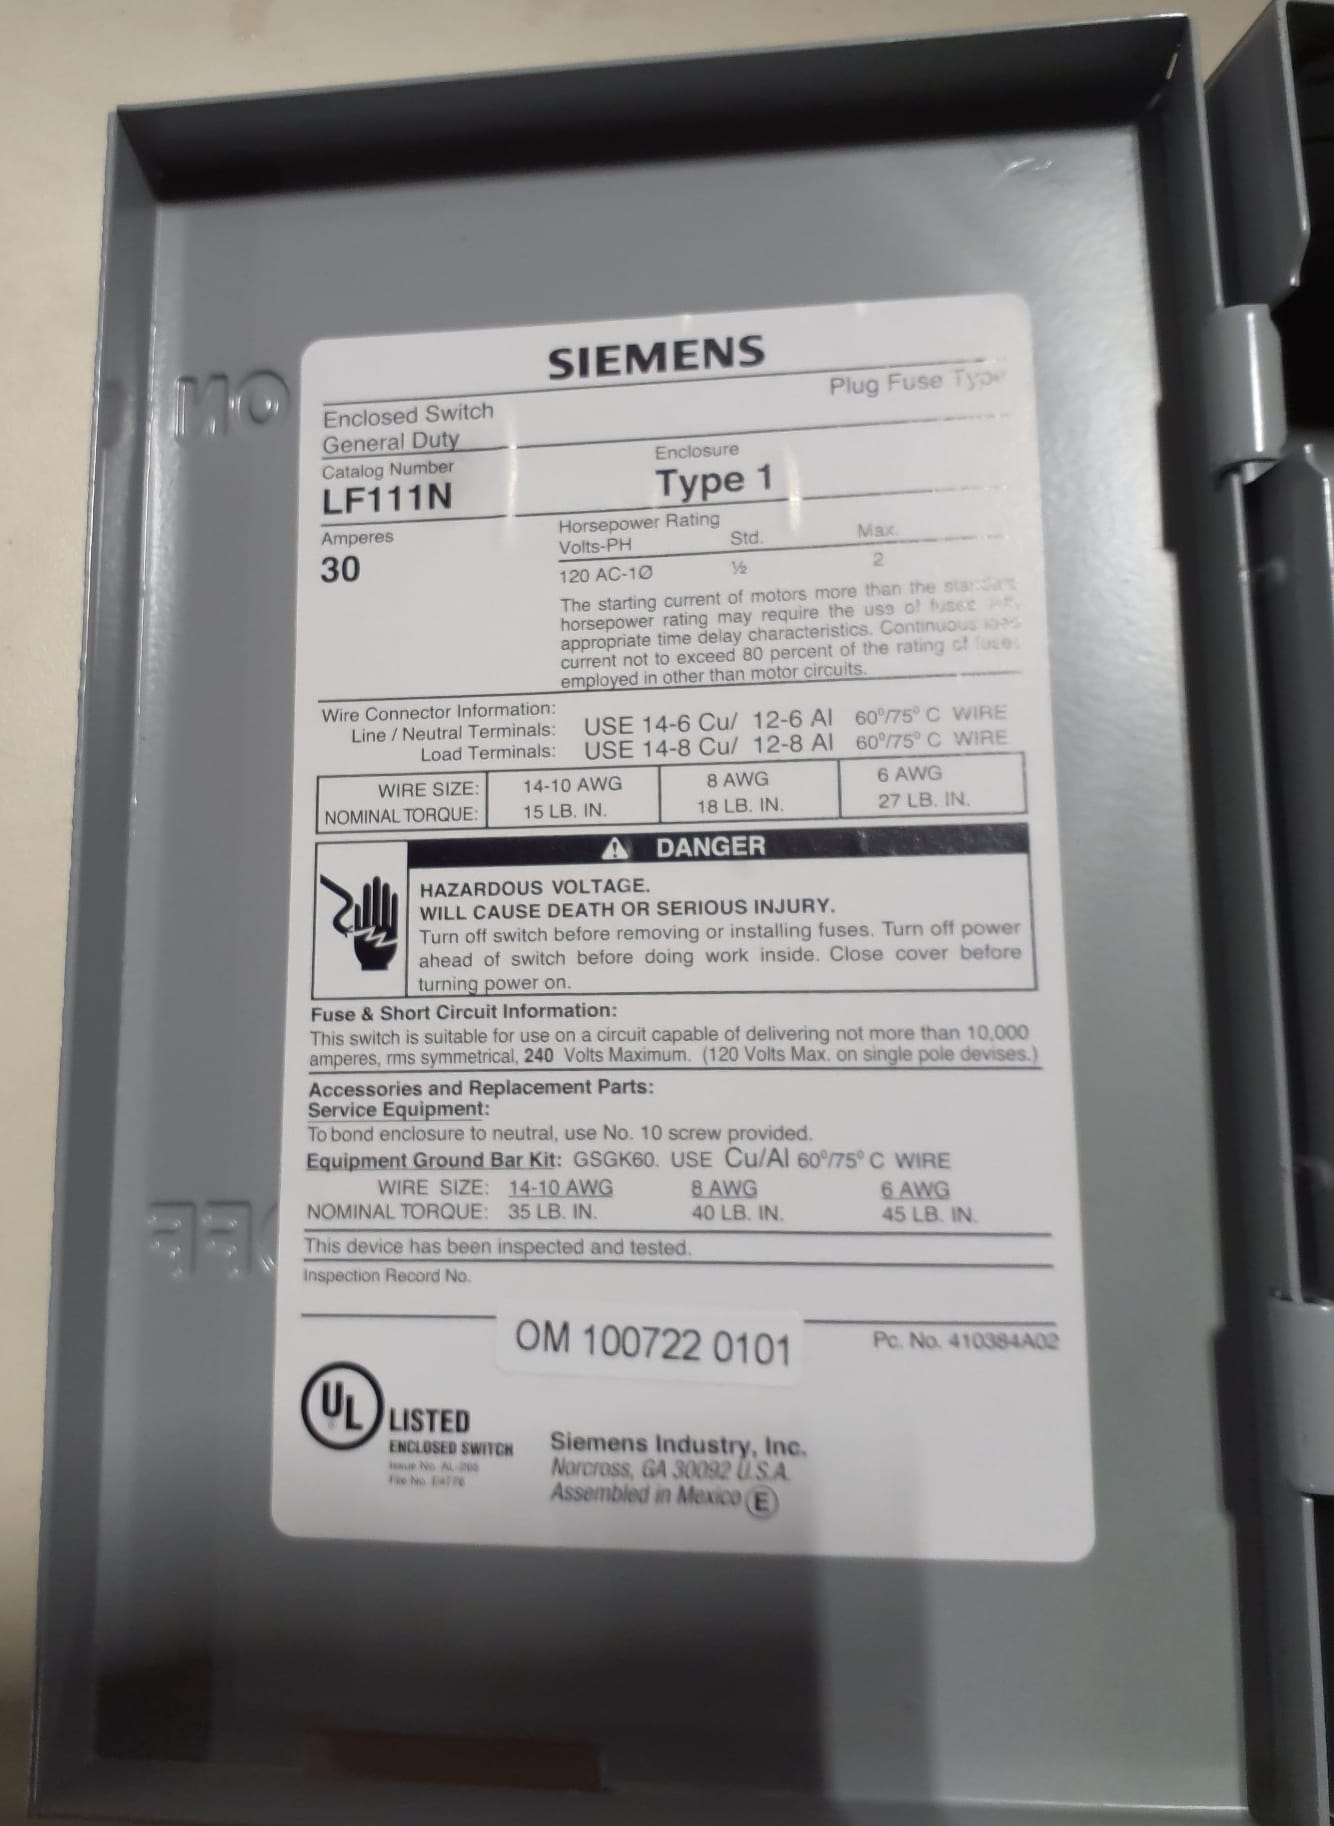 SIEMENS
Plug Fuse Type
Enclosed Switch
General Duty
Catalog Number
LF111N
Enclosure
Type 1
Amperes
30
Horsepower Rating
Volts-PH Std. Max.
120 AC-1Ø ½ 2
The starting current of motors more than the standard
horsepower rating may require the use of fuses with
appropriate time delay characteristics. Continuous load
current not to exceed 80 percent of the rating of fuses
employed in other than motor circuits.
Wire Connector Information:
Line / Neutral Terminals: USE 14-6 Cu/ 12-6 Al 60°/75° C WIRE
Load Terminals: USE 14-8 Cu/ 12-8 Al 60°/75° C WIRE
WIRE SIZE: 14-10 AWG 8 AWG 6 AWG
NOMINAL TORQUE: 15 LB. IN. 18 LB. IN. 27 LB. IN.
DANGER
HAZARDOUS VOLTAGE.
WILL CAUSE DEATH OR SERIOUS INJURY.
Turn off switch before removing or installing fuses. Turn off power
ahead of switch before doing work inside. Close cover before
turning power on.
Fuse & Short Circuit Information:
This switch is suitable for use on a circuit capable of delivering not more than 10,000
amperes, rms symmetrical, 240 Volts Maximum. (120 Volts Max. on single pole devises.)
Accessories and Replacement Parts:
Service Equipment:
To bond enclosure to neutral, use No. 10 screw provided.
Equipment Ground Bar Kit: GSGK60. USE Cu/Al 60°/75° C WIRE
WIRE SIZE: 14-10 AWG 8 AWG 6 AWG
NOMINAL TORQUE: 35 LB. IN. 40 LB. IN. 45 LB. IN.
This device has been inspected and tested.
Inspection Record No.
OM 100722 0101
Pc. No. 410384A02
UL LISTED
ENCLOSED SWITCH
Issue No. AL-
File No.
Siemens Industry, Inc.
Norcross, GA 30092 U.S.A.
Assembled in Mexico E
ON
OFF